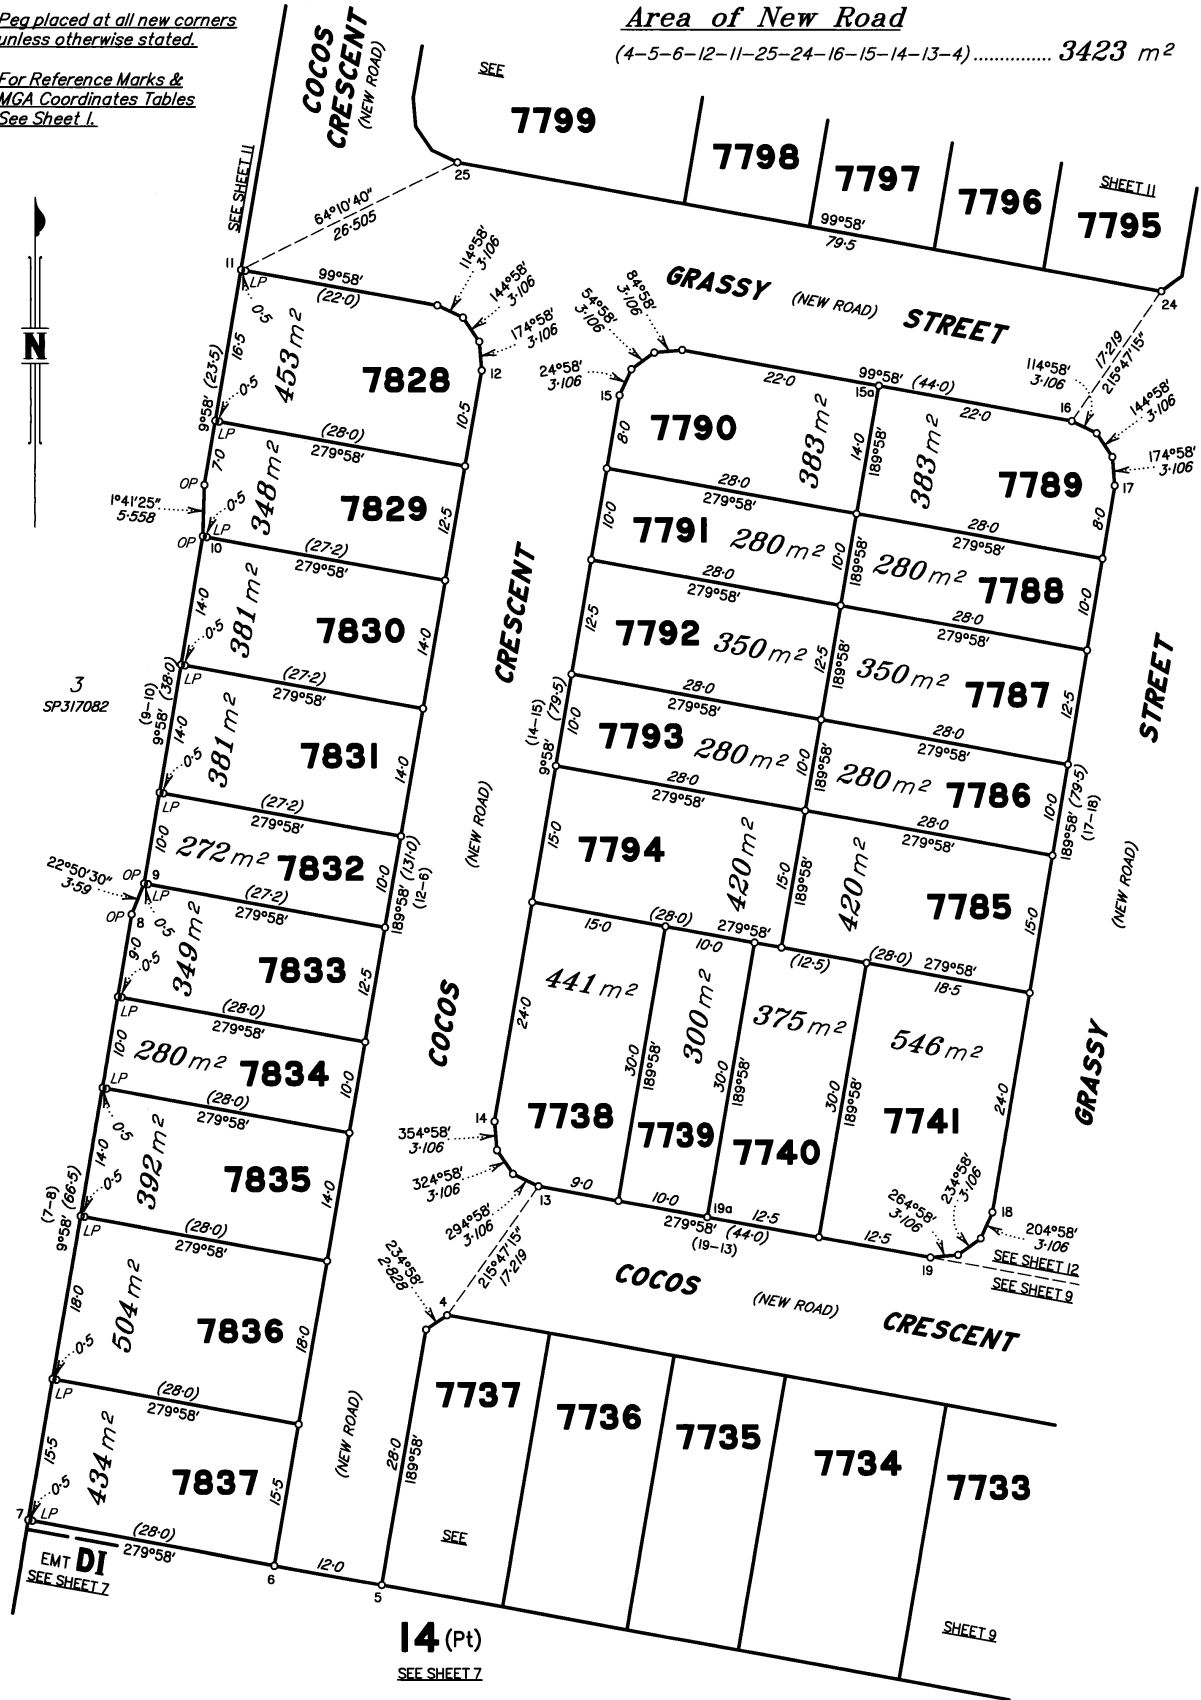 Peg placed at all new corners
unless otherwise stated.
For Reference Marks &
MGA Coordinates Tables
See Sheet 1.
Area of New Road
(4-5-6-12-11-25-24-16-15-14-13-4) ............... 3423 m²
COCOS
CRESCENT
(NEW ROAD)
SEE
7799
7798
7797
7796
SHEET 11
7795
SEE SHEET 11
25
64°10'40"
26·505
99°58'
79·5
24
N
11
LP
99°58'
(22·0)
114°58'
3·106
144°58'
3·106
174°58'
3·106
12
GRASSY
(NEW ROAD)
STREET
17·219
215°47'15"
84°58'
3·106
54°58'
3·106
24°58'
3·106
15
22·0
99°58' (44·0)
15a
22·0
16
114°58'
3·106
144°58'
3·106
174°58'
3·106
17
0·5
16·5
9°58' (23·5)
453 m²
7828
10·5
0·5
LP
(28·0)
279°58'
7·0
OP
1°41'25"
5·558
0·5
348 m²
7829
12·5
LP
OP
10
(27·2)
279°58'
14·0
381 m²
7830
14·0
0·5
LP
(27·2)
279°58'
3
SP317082
(9-10)
9°58' (38·0)
14·0
381 m²
7831
14·0
0·5
LP
(27·2)
279°58'
10·0
272 m²
7832
10·0
189°58' (131·0)
(12-6)
22°50'30"
3·59
OP
9
LP
(27·2)
279°58'
OP
8
0·5
9·0
349 m²
7833
12·5
0·5
LP
(28·0)
279°58'
10·0
280 m²
7834
10·0
LP
(28·0)
279°58'
0·5
14·0
392 m²
7835
14·0
(7-8)
9°58' (66·5)
0·5
LP
(28·0)
279°58'
18·0
504 m²
7836
18·0
0·5
LP
(28·0)
279°58'
15·5
434 m²
7837
15·5
0·5
7
LP
(28·0)
279°58'
EMT D1
SEE SHEET 7
6
12·0
5
8·0
7790
383 m²
14·0
189°58'
383 m²
7789
8·0
28·0
279°58'
28·0
279°58'
10·0
7791
280 m²
10·0
189°58'
280 m²
7788
10·0
28·0
279°58'
28·0
279°58'
12·5
7792
350 m²
12·5
189°58'
350 m²
7787
12·5
28·0
279°58'
28·0
279°58'
(14-15)
9°58' (79·5)
10·0
7793
280 m²
10·0
189°58'
280 m²
7786
10·0
189°58' (79·5)
(17-18)
28·0
279°58'
28·0
279°58'
15·0
7794
420 m²
15·0
189°58'
420 m²
7785
15·0
CRESCENT
(NEW ROAD)
COCOS
STREET
(NEW ROAD)
GRASSY
15·0
(28·0)
10·0
279°58'
(12·5)
(28·0)
279°58'
18·5
24·0
441 m²
30·0
189°58'
7738
300 m²
30·0
189°58'
7739
375 m²
30·0
189°58'
7740
546 m²
7741
24·0
14
354°58'
3·106
324°58'
3·106
294°58'
3·106
13
9·0
10·0
19a
279°58' (44·0)
(19-13)
12·5
12·5
19
264°58'
3·106
234°58'
3·106
18
204°58'
3·106
SEE SHEET 12
SEE SHEET 9
215°47'15"
17·219
234°58'
2·828
4
COCOS
(NEW ROAD)
CRESCENT
(NEW ROAD)
28·0
189°58'
7737
7736
7735
7734
7733
SEE
SHEET 9
14 (Pt)
SEE SHEET 7